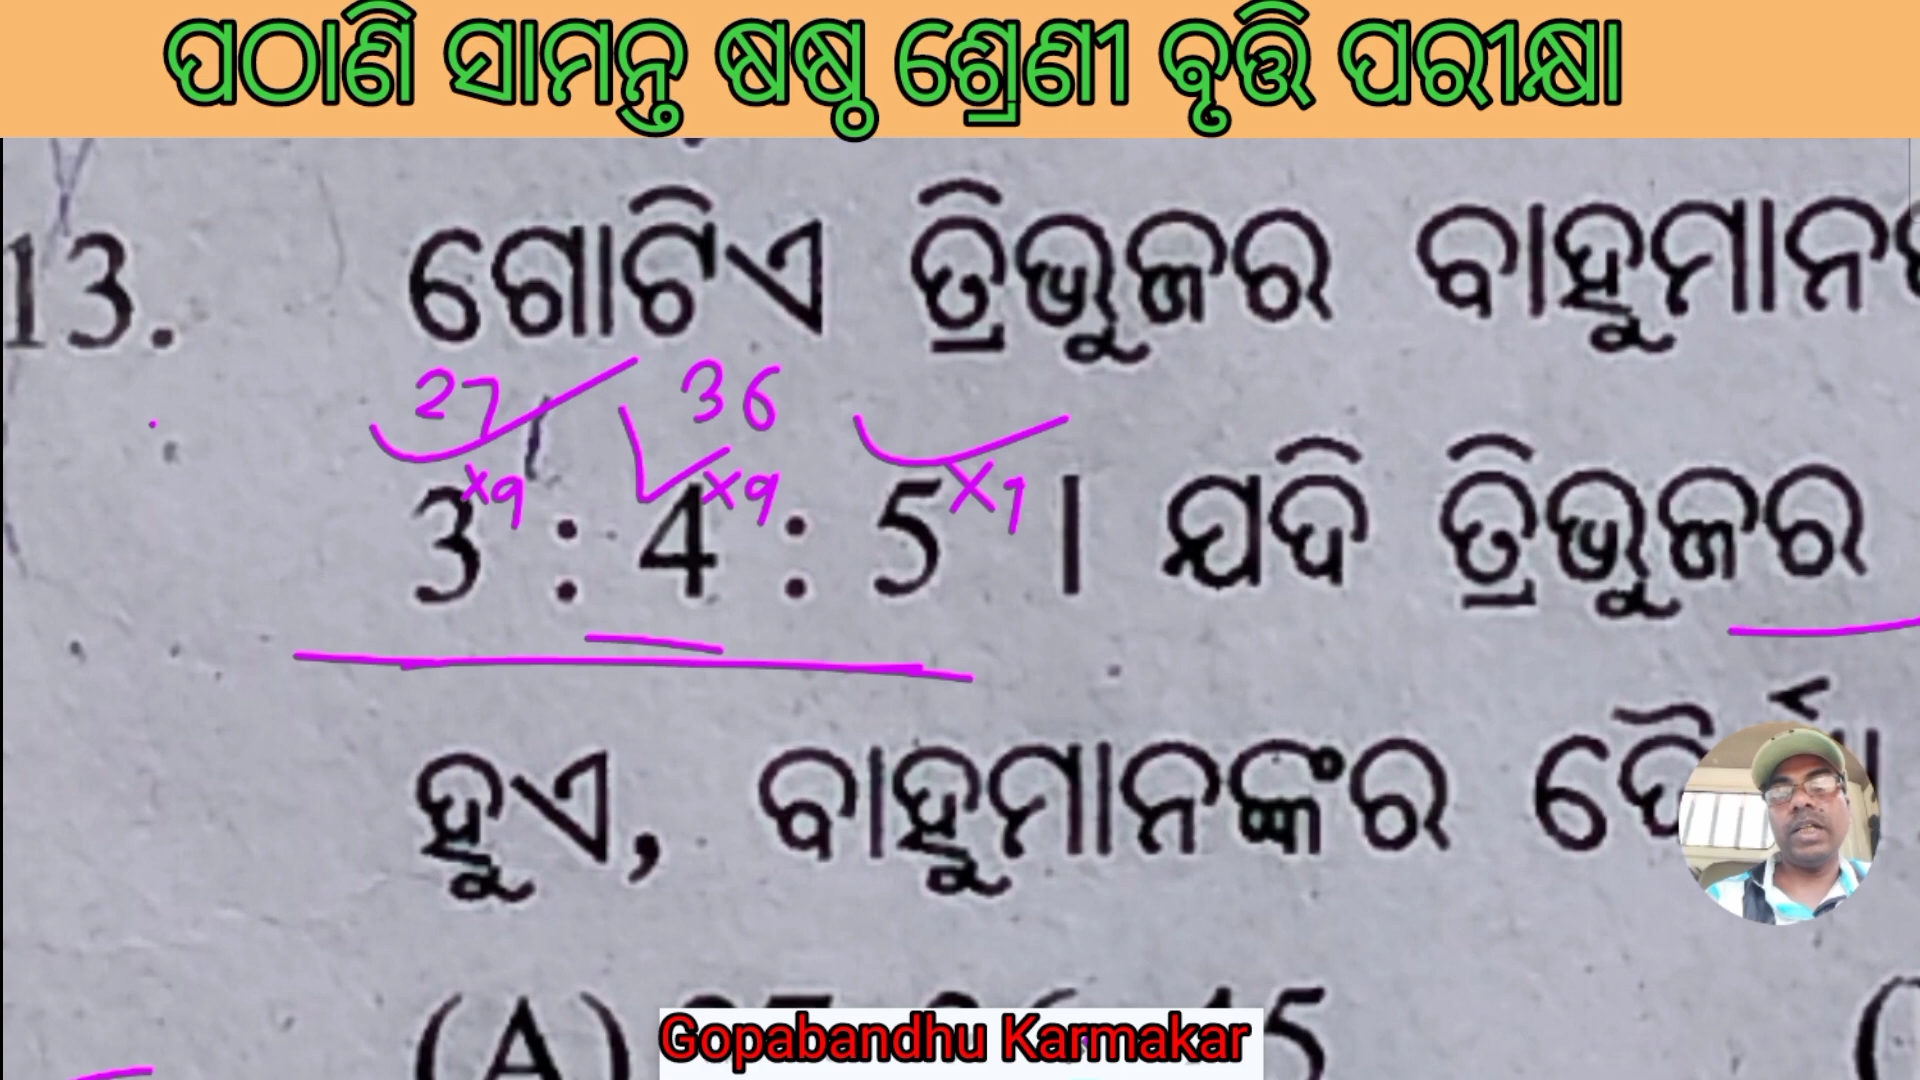 ପଠାଣି ସାମନ୍ତ ଷଷ୍ଠ ଶ୍ରେଣୀ ବୃତ୍ତି ପରୀକ୍ଷା
13. ଗୋଟିଏ ତ୍ରିଭୁଜର
27 36
×9 ×9 ×9
3 : 4 : 5 । ଯଦି ତ୍ରିଭୁଜର
ହୁଏ, ବାହୁମାନଙ୍କର
(A)
Gopabandhu Karmakar